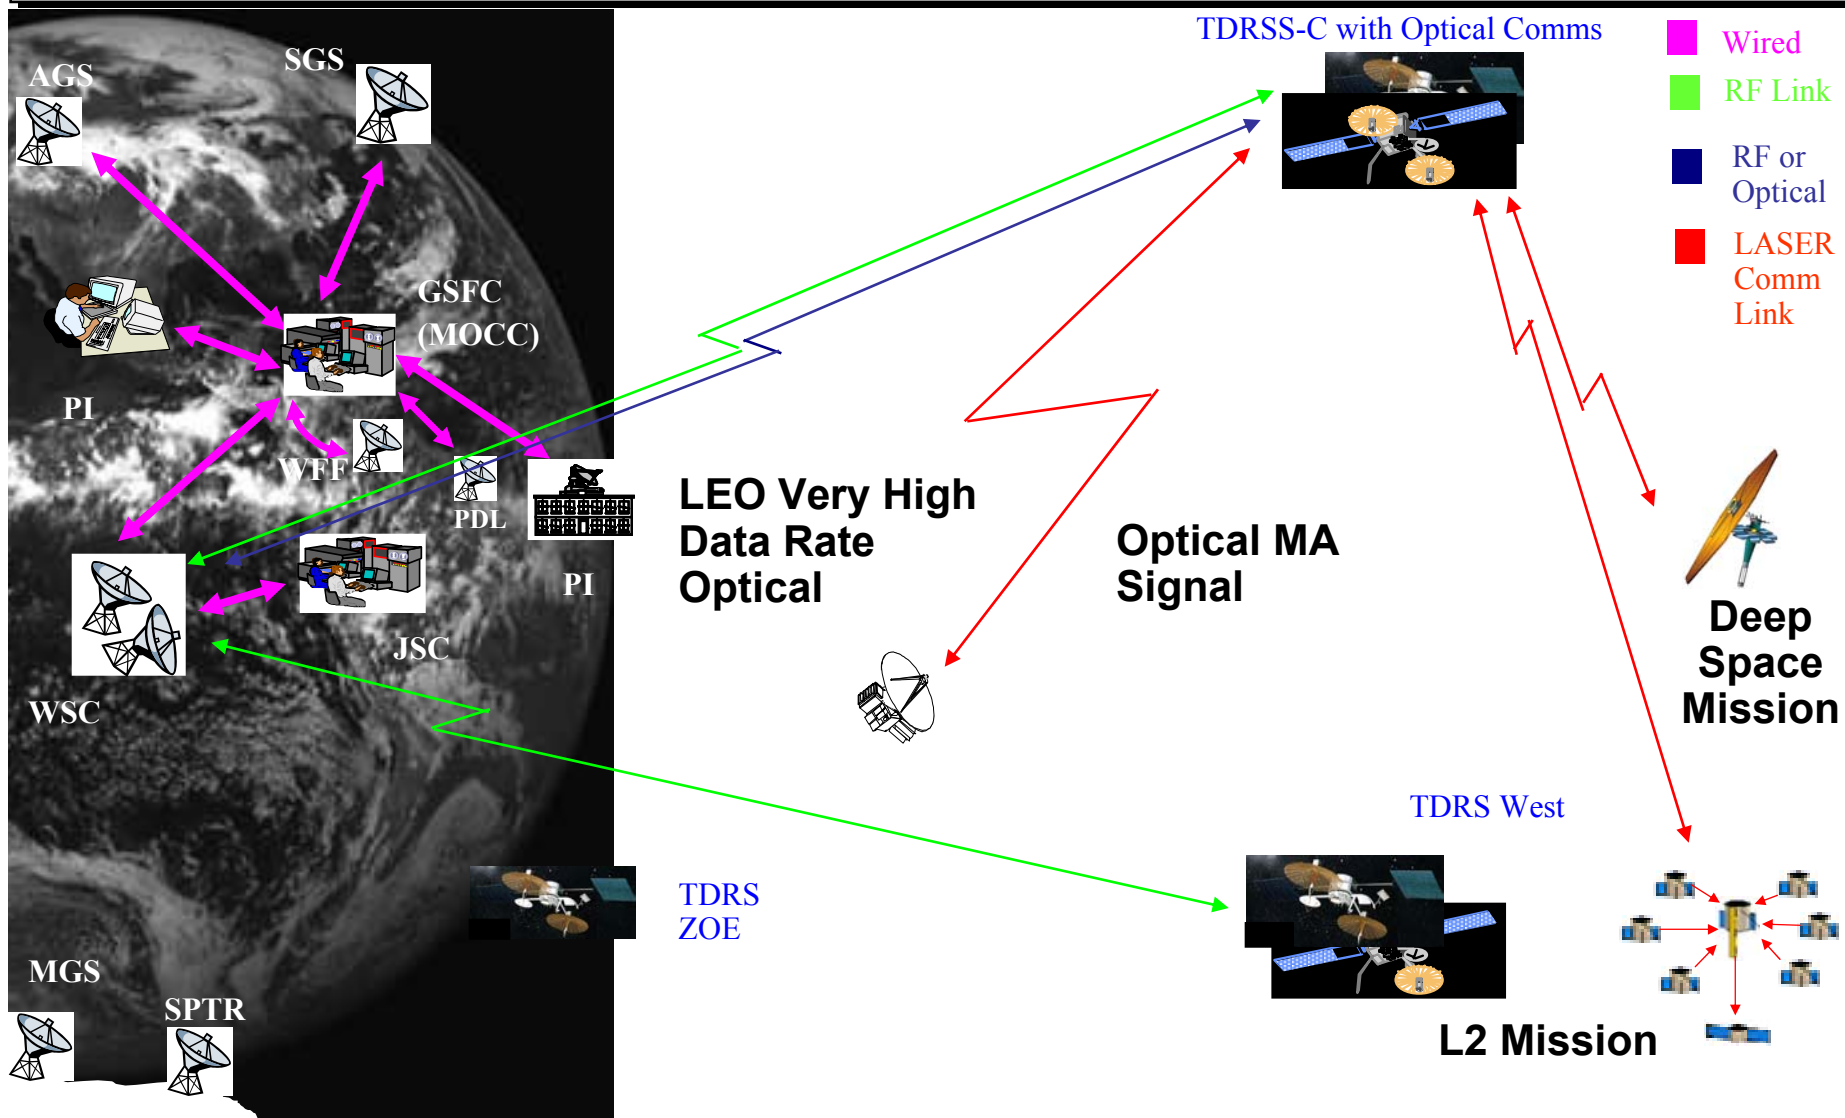 TDRSS-C with Optical Comms
Wired
RF Link
RF or
Optical
LASER
Comm
Link
AGS
SGS
GSFC
(MOCC)
PI
WFF
PDL
PI
JSC
WSC
LEO Very High
Data Rate
Optical
Optical MA
Signal
Deep
Space
Mission
TDRS West
TDRS
ZOE
MGS
SPTR
L2 Mission